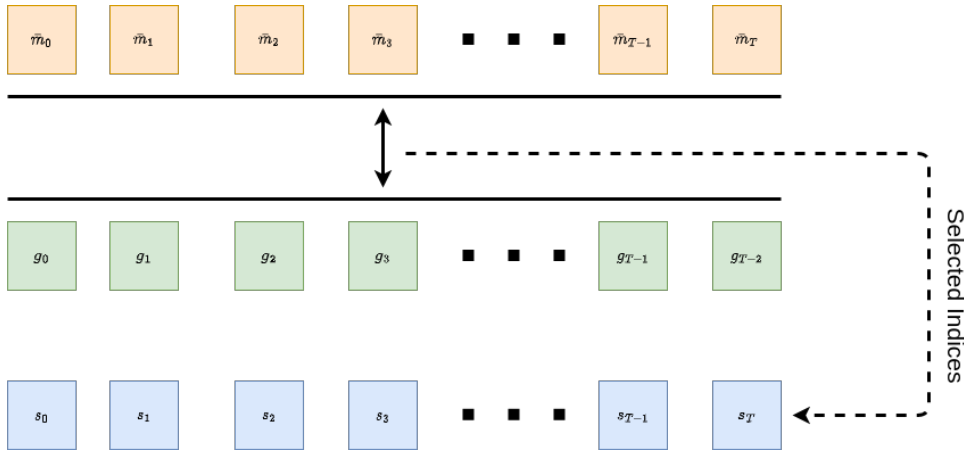 m̄₀ m̄₁ m̄₂ m̄₃ m̄_{T−1} m̄_T
g₀ g₁ g₂ g₃ g_{T−1} g_{T−2}
Selected Indices
s₀ s₁ s₂ s₃ s_{T−1} s_T